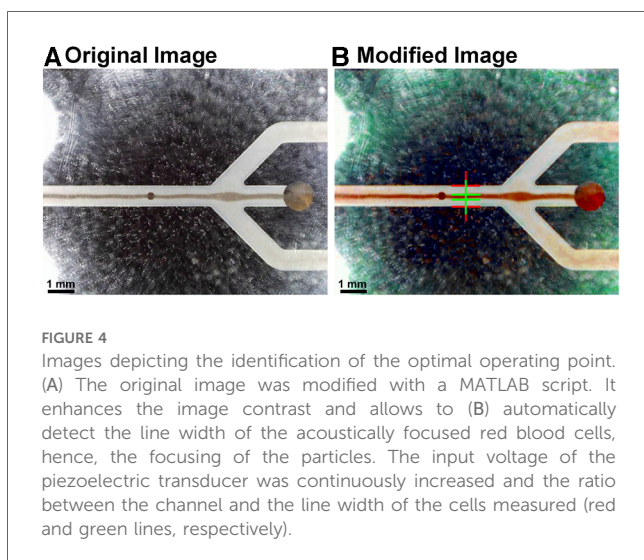 A Original Image
B Modified Image
1 mm
1 mm
FIGURE 4
Images depicting the identification of the optimal operating point.
(A) The original image was modified with a MATLAB script. It
enhances the image contrast and allows to (B) automatically
detect the line width of the acoustically focused red blood cells,
hence, the focusing of the particles. The input voltage of the
piezoelectric transducer was continuously increased and the ratio
between the channel and the line width of the cells measured (red
and green lines, respectively).